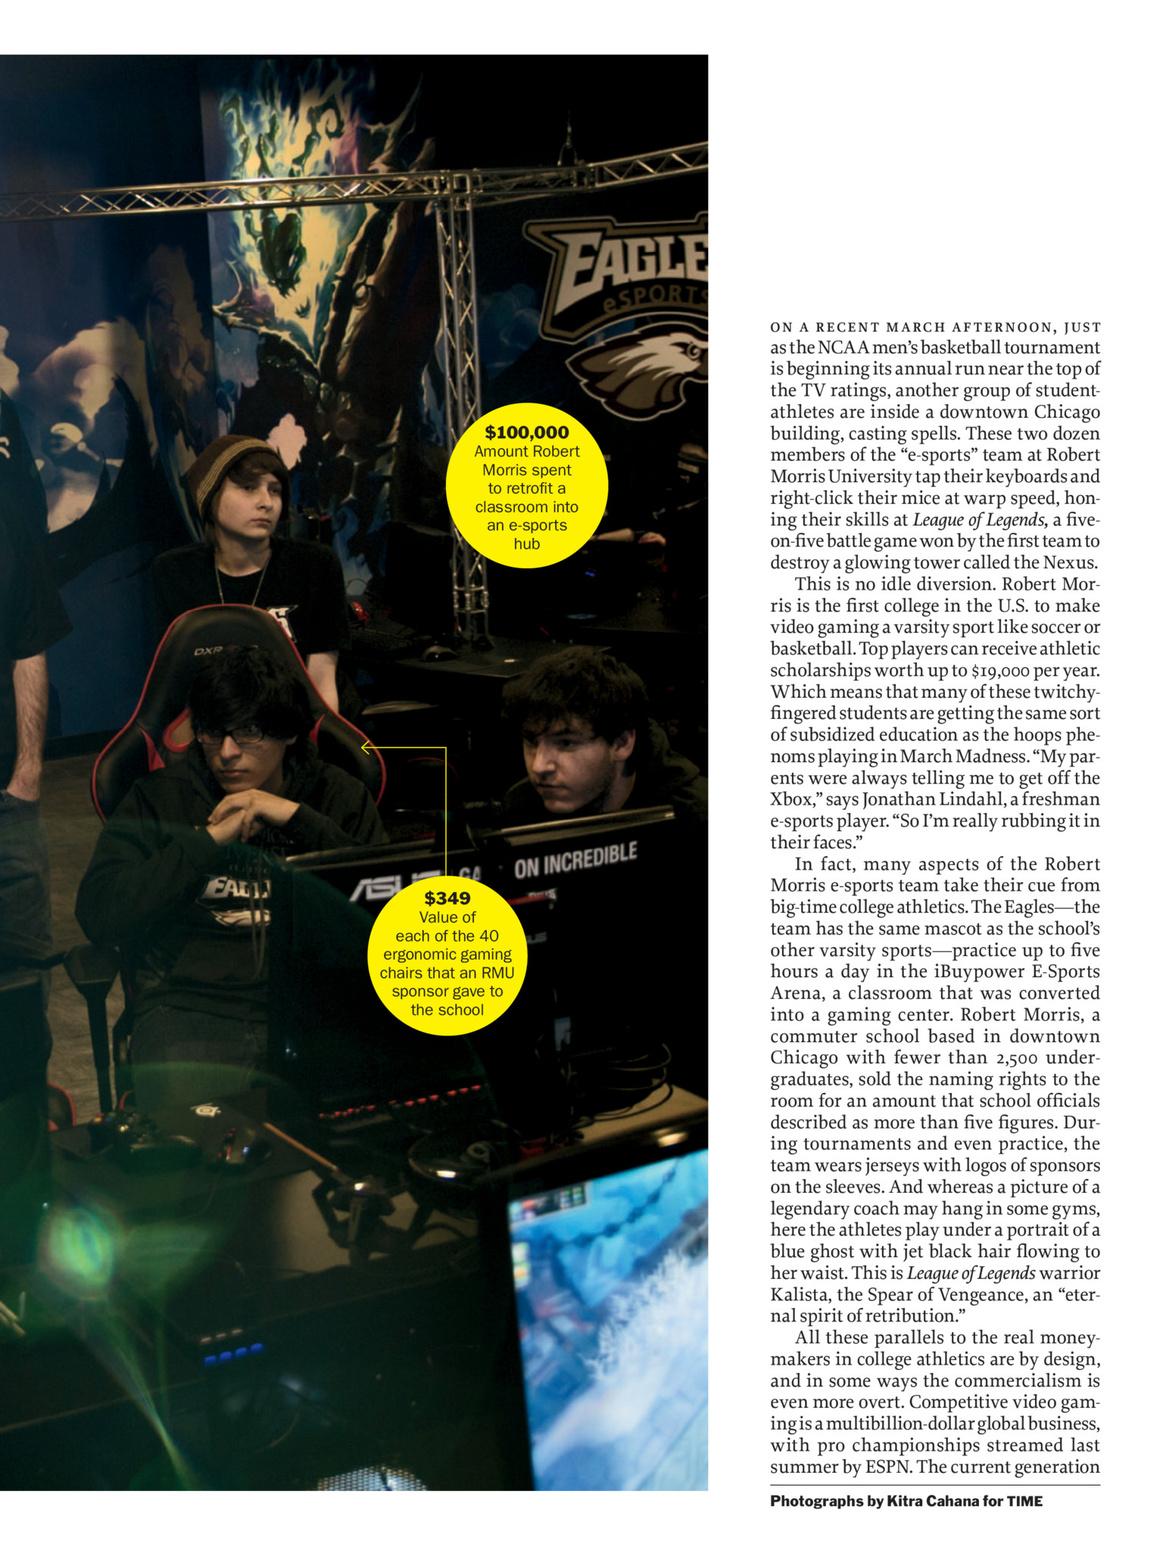 EAGLE
eSPORTS
$100,000
Amount Robert
Morris spent
to retrofit a
classroom into
an e-sports
hub
DXR
ON INCREDIBLE
ASUS
EAGL
$349
Value of
each of the 40
ergonomic gaming
chairs that an RMU
sponsor gave to
the school
ON A RECENT MARCH AFTERNOON, JUST
as the NCAA men's basketball tournament
is beginning its annual run near the top of
the TV ratings, another group of student-
athletes are inside a downtown Chicago
building, casting spells. These two dozen
members of the “e-sports” team at Robert
Morris University tap their keyboards and
right-click their mice at warp speed, hon-
ing their skills at League of Legends, a five-
on-five battle game won by the first team to
destroy a glowing tower called the Nexus.
This is no idle diversion. Robert Mor-
ris is the first college in the U.S. to make
video gaming a varsity sport like soccer or
basketball. Top players can receive athletic
scholarships worth up to $19,000 per year.
Which means that many of these twitchy-
fingered students are getting the same sort
of subsidized education as the hoops phe-
noms playing in March Madness. “My par-
ents were always telling me to get off the
Xbox,” says Jonathan Lindahl, a freshman
e-sports player. “So I'm really rubbing it in
their faces.”
In fact, many aspects of the Robert
Morris e-sports team take their cue from
big-time college athletics. The Eagles—the
team has the same mascot as the school's
other varsity sports—practice up to five
hours a day in the iBuypower E-Sports
Arena, a classroom that was converted
into a gaming center. Robert Morris, a
commuter school based in downtown
Chicago with fewer than 2,500 under-
graduates, sold the naming rights to the
room for an amount that school officials
described as more than five figures. Dur-
ing tournaments and even practice, the
team wears jerseys with logos of sponsors
on the sleeves. And whereas a picture of a
legendary coach may hang in some gyms,
here the athletes play under a portrait of a
blue ghost with jet black hair flowing to
her waist. This is League of Legends warrior
Kalista, the Spear of Vengeance, an “eter-
nal spirit of retribution.”
All these parallels to the real money-
makers in college athletics are by design,
and in some ways the commercialism is
even more overt. Competitive video gam-
ing is a multibillion-dollar global business,
with pro championships streamed last
summer by ESPN. The current generation
Photographs by Kitra Cahana for TIME